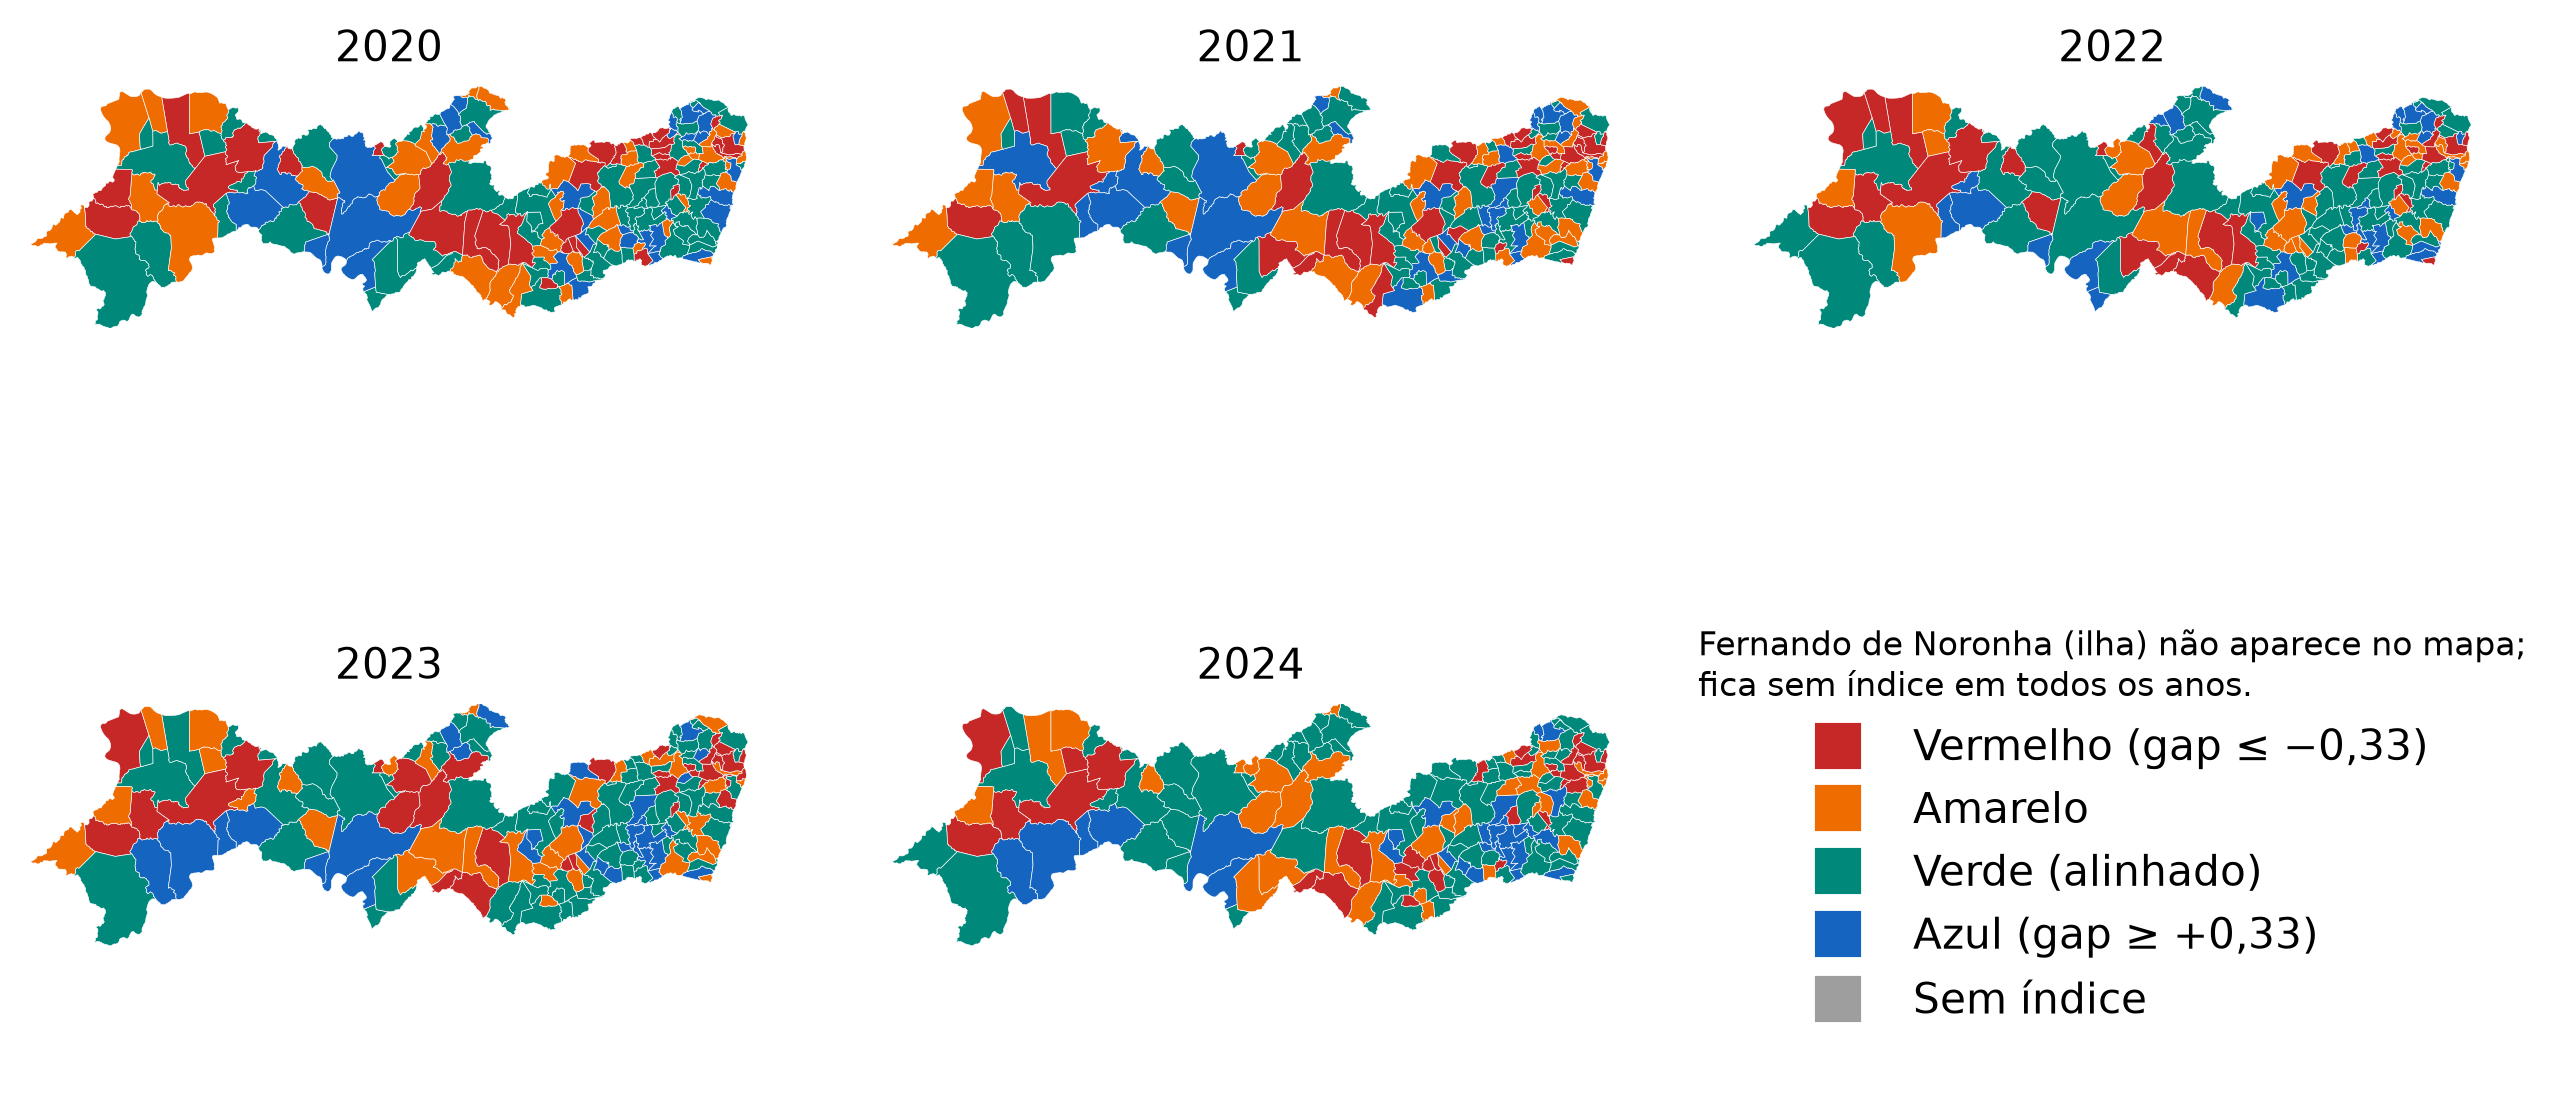 2020
2021
2022
2023
2024
Fernando de Noronha (ilha) não aparece no mapa;
fica sem índice em todos os anos.
Vermelho (gap ≤ −0,33)
Amarelo
Verde (alinhado)
Azul (gap ≥ +0,33)
Sem índice